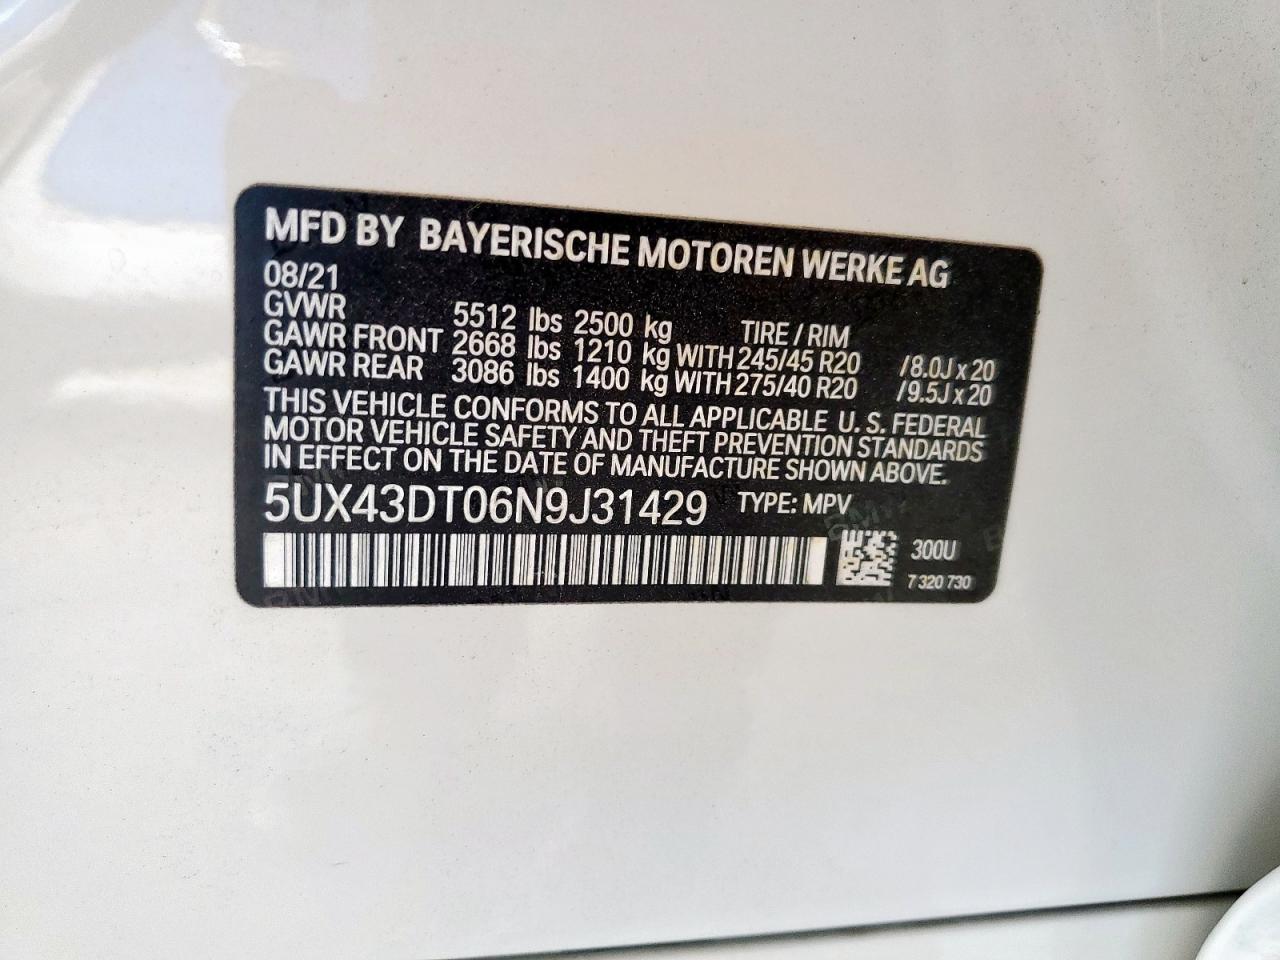 MFD BY BAYERISCHE MOTOREN WERKE AG
08/21
GVWR 5512 lbs 2500 kg TIRE / RIM
GAWR FRONT 2668 lbs 1210 kg WITH 245/45 R20 /8.0J x 20
GAWR REAR 3086 lbs 1400 kg WITH 275/40 R20 /9.5J x 20
THIS VEHICLE CONFORMS TO ALL APPLICABLE U. S. FEDERAL
MOTOR VEHICLE SAFETY AND THEFT PREVENTION STANDARDS
IN EFFECT ON THE DATE OF MANUFACTURE SHOWN ABOVE.
5UX43DT06N9J31429 TYPE: MPV
300U
7 320 730